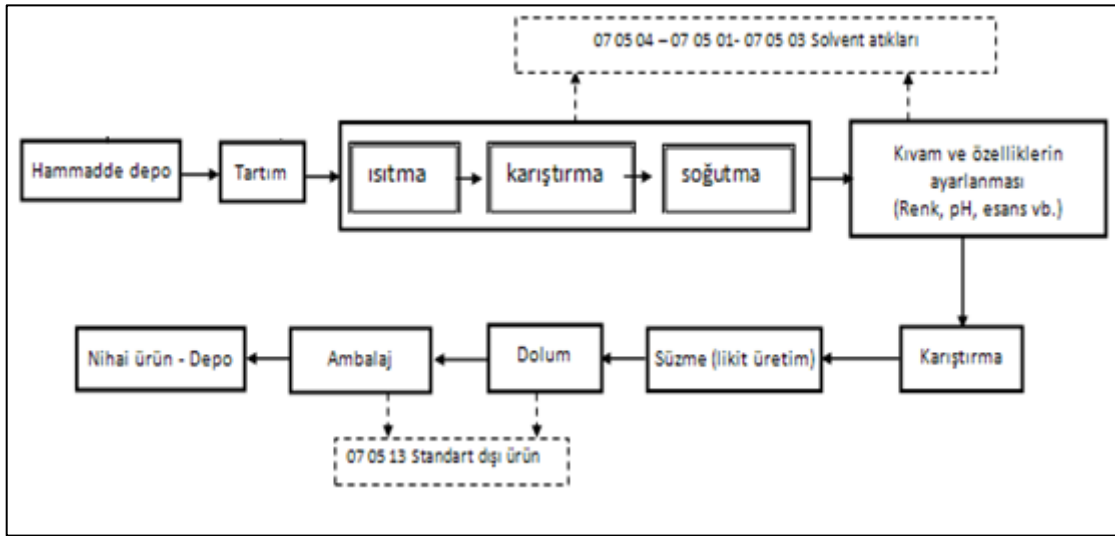 07 05 04 – 07 05 01- 07 05 03 Solvent atıkları
Hammadde depo
Tartım
ısıtma
karıştırma
soğutma
Kıvam ve özelliklerin
ayarlanması
(Renk, pH, esans vb.)
Karıştırma
Süzme (likit üretim)
Dolum
Ambalaj
Nihai ürün - Depo
07 05 13 Standart dışı ürün